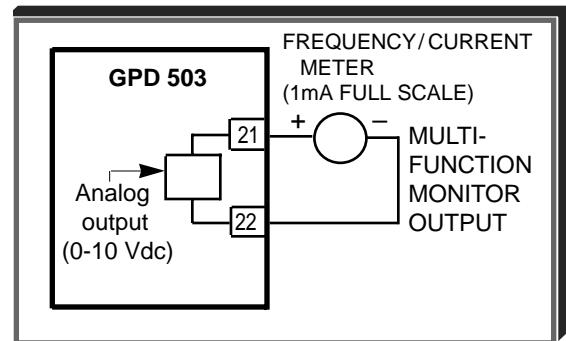 FREQUENCY/CURRENT
METER
(1mA FULL SCALE)
GPD 503
21
+
–
MULTI-
FUNCTION
MONITOR
OUTPUT
Analog
output
(0-10 Vdc)
22